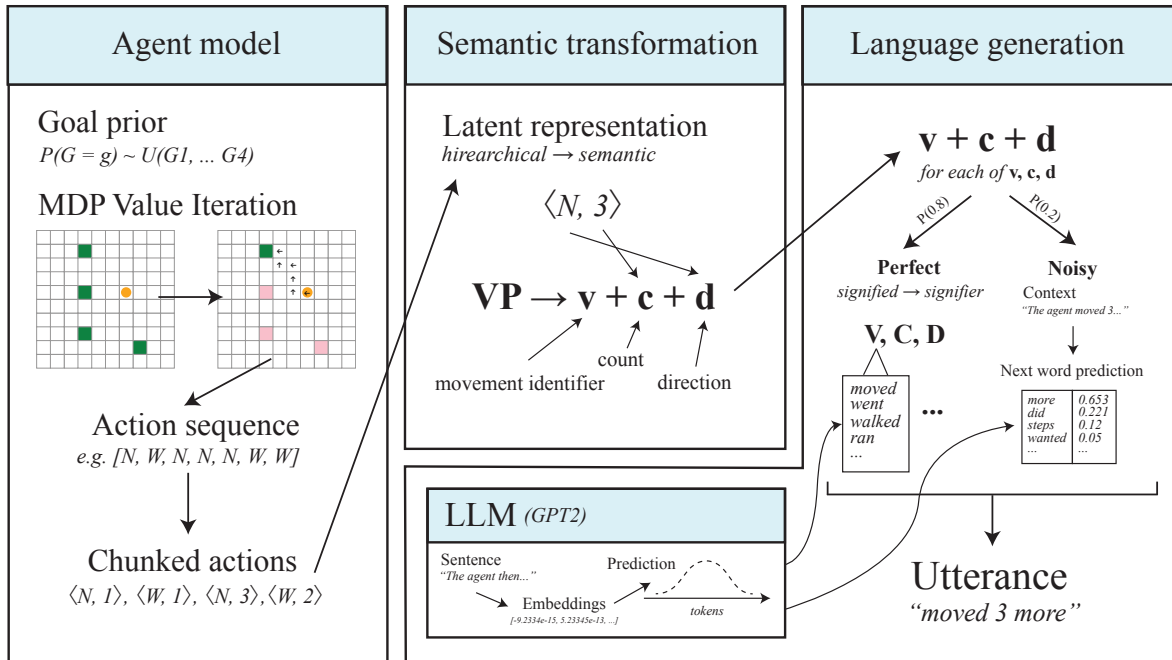 Agent model
Goal prior
P(G = g) ~ U(G1, ... G4)
MDP Value Iteration
Action sequence
e.g. [N, W, N, N, N, W, W]
Chunked actions
⟨N, 1⟩, ⟨W, 1⟩, ⟨N, 3⟩,⟨W, 2⟩
Semantic transformation
Latent representation
hirearchical → semantic
⟨N, 3⟩
VP → v + c + d
movement identifier
count
direction
LLM (GPT2)
Sentence
“The agent then...”
Embeddings
[-9.2334e-15, 5.23345e-13, ...]
Prediction
tokens
Language generation
v + c + d
for each of v, c, d
P(0.8)
P(0.2)
Perfect
signified → signifier
V, C, D
moved
went
walked
ran
...
...
Noisy
Context
“The agent moved 3...”
Next word prediction
more 0.653
did 0.221
steps 0.12
wanted 0.05
... ...
Utterance
“moved 3 more”